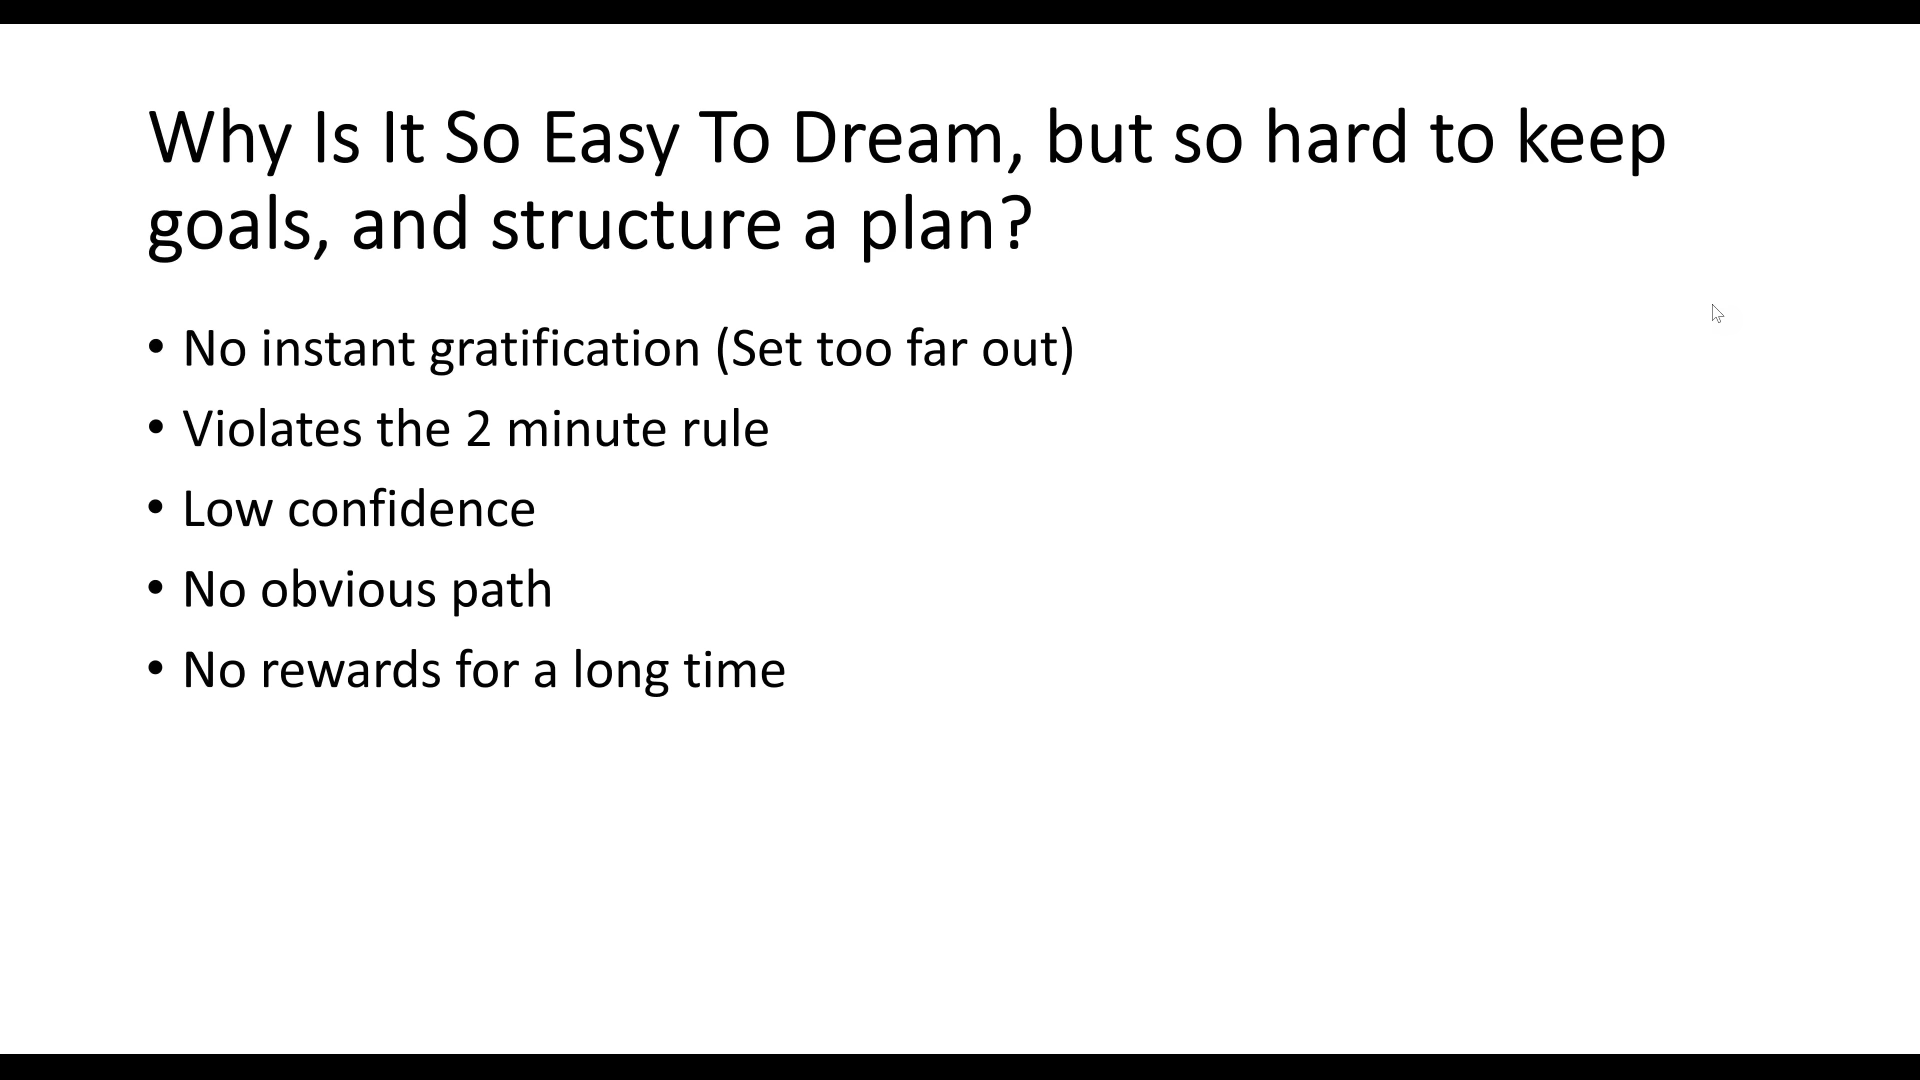 Why Is It So Easy To Dream, but so hard to keep
goals, and structure a plan?
• No instant gratification (Set too far out)
• Violates the 2 minute rule
• Low confidence
• No obvious path
• No rewards for a long time